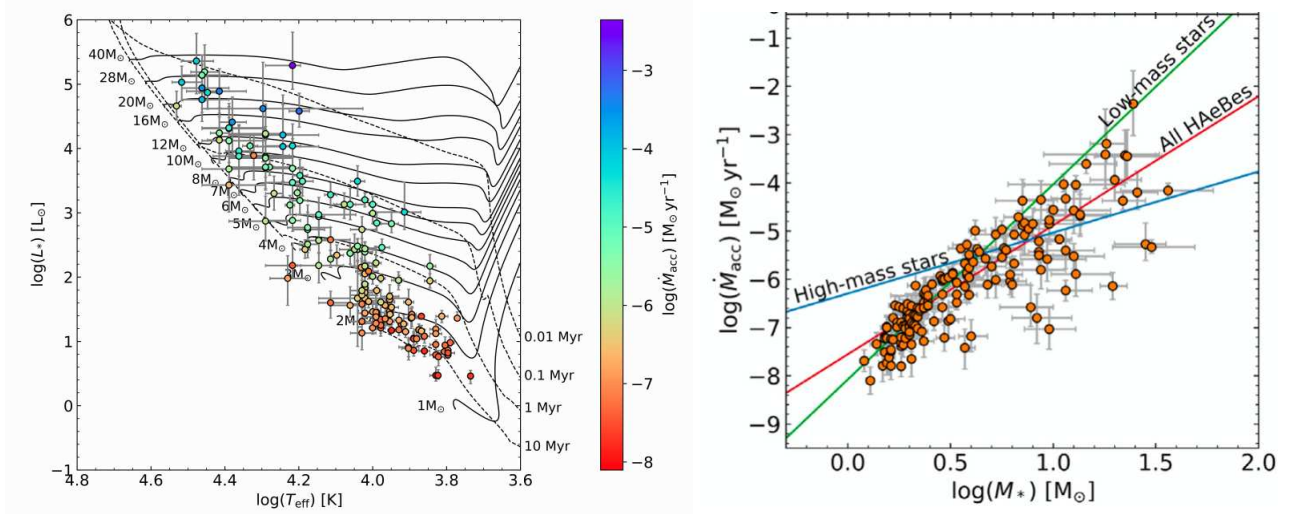 6
5
4
3
2
1
0
−1
log(L⋆) [L⊙]
40M⊙
28M⊙
20M⊙
16M⊙
12M⊙
10M⊙
8M⊙
7M⊙
6M⊙
5M⊙
4M⊙
3M⊙
2M⊙
1M⊙
0.01 Myr
0.1 Myr
1 Myr
10 Myr
4.8 4.6 4.4 4.2 4.0 3.8 3.6
log(Teff) [K]
−3
−4
−5
−6
−7
−8
log(Ṁacc) [M⊙ yr⁻¹]
−1
−2
−3
−4
−5
−6
−7
−8
−9
log(Ṁacc) [M⊙ yr⁻¹]
Low-mass stars
All HAeBes
High-mass stars
0.0 0.5 1.0 1.5 2.0
log(M*) [M⊙]